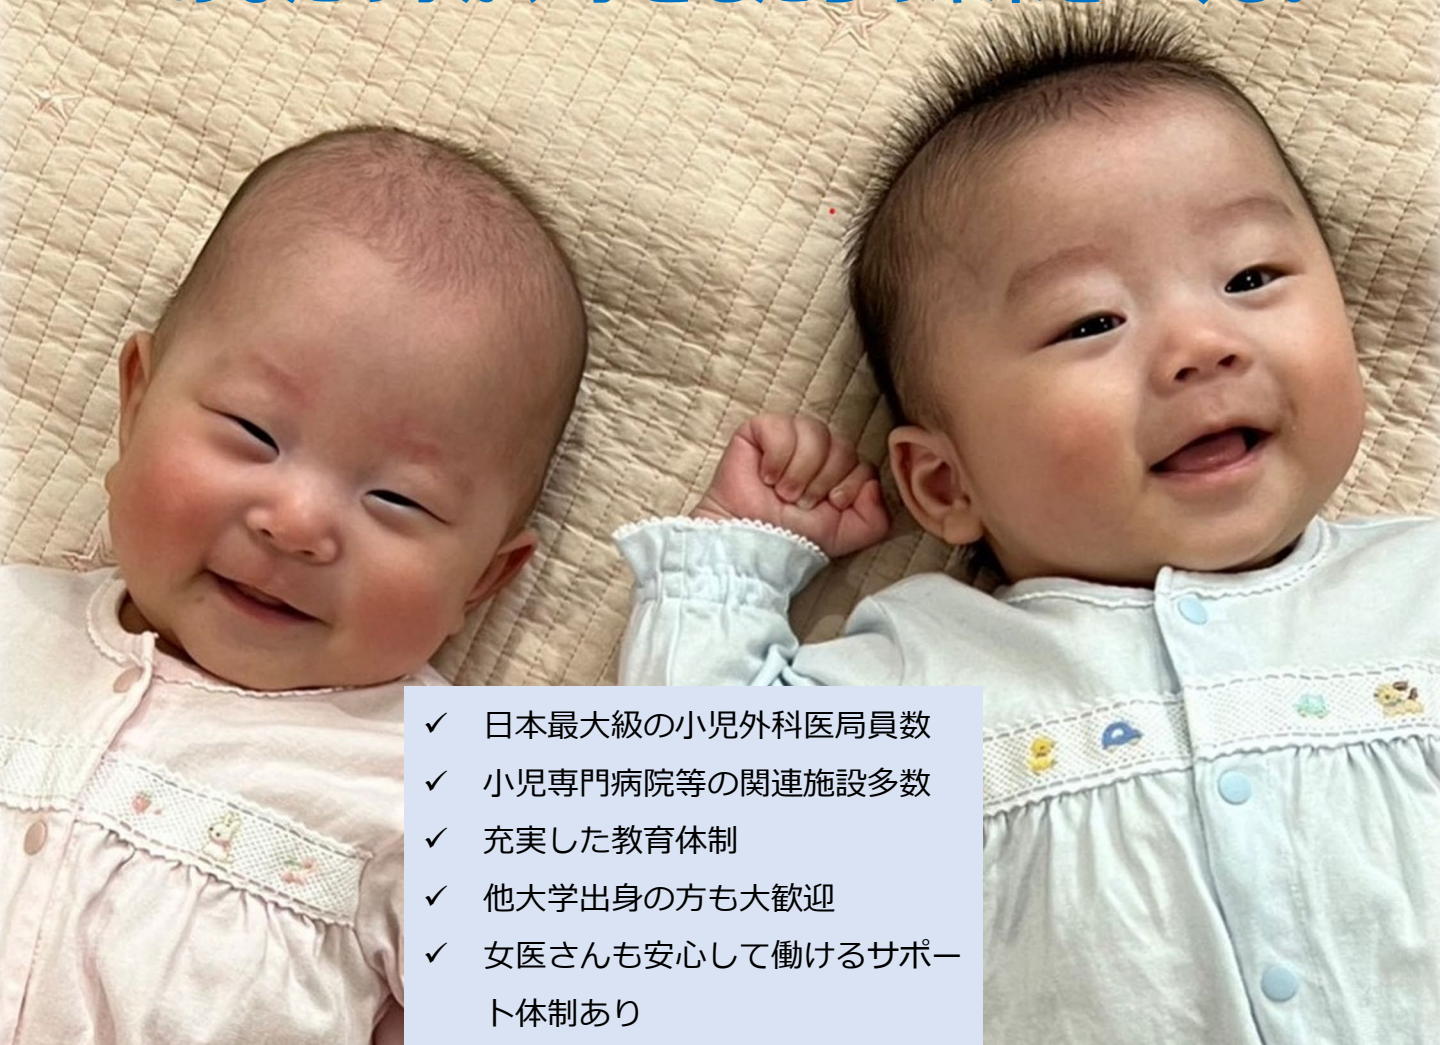 日本最大級の小児外科医局員数
小児専門病院等の関連施設多数
充実した教育体制
他大学出身の方も大歓迎
女医さんも安心して働けるサポー
ト体制あり